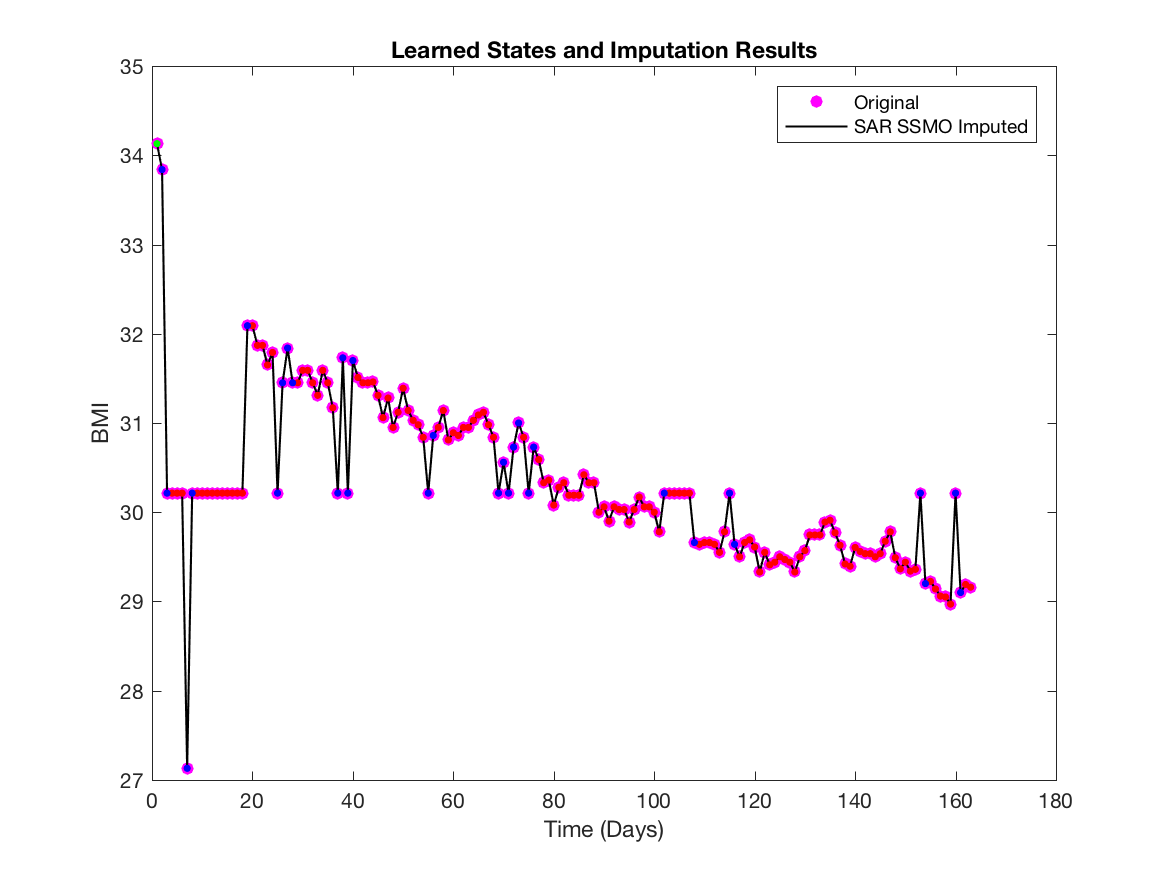 Learned States and Imputation Results
Original
SAR SSMO Imputed
35
34
33
32
31
30
29
28
27
BMI
0 20 40 60 80 100 120 140 160 180
Time (Days)